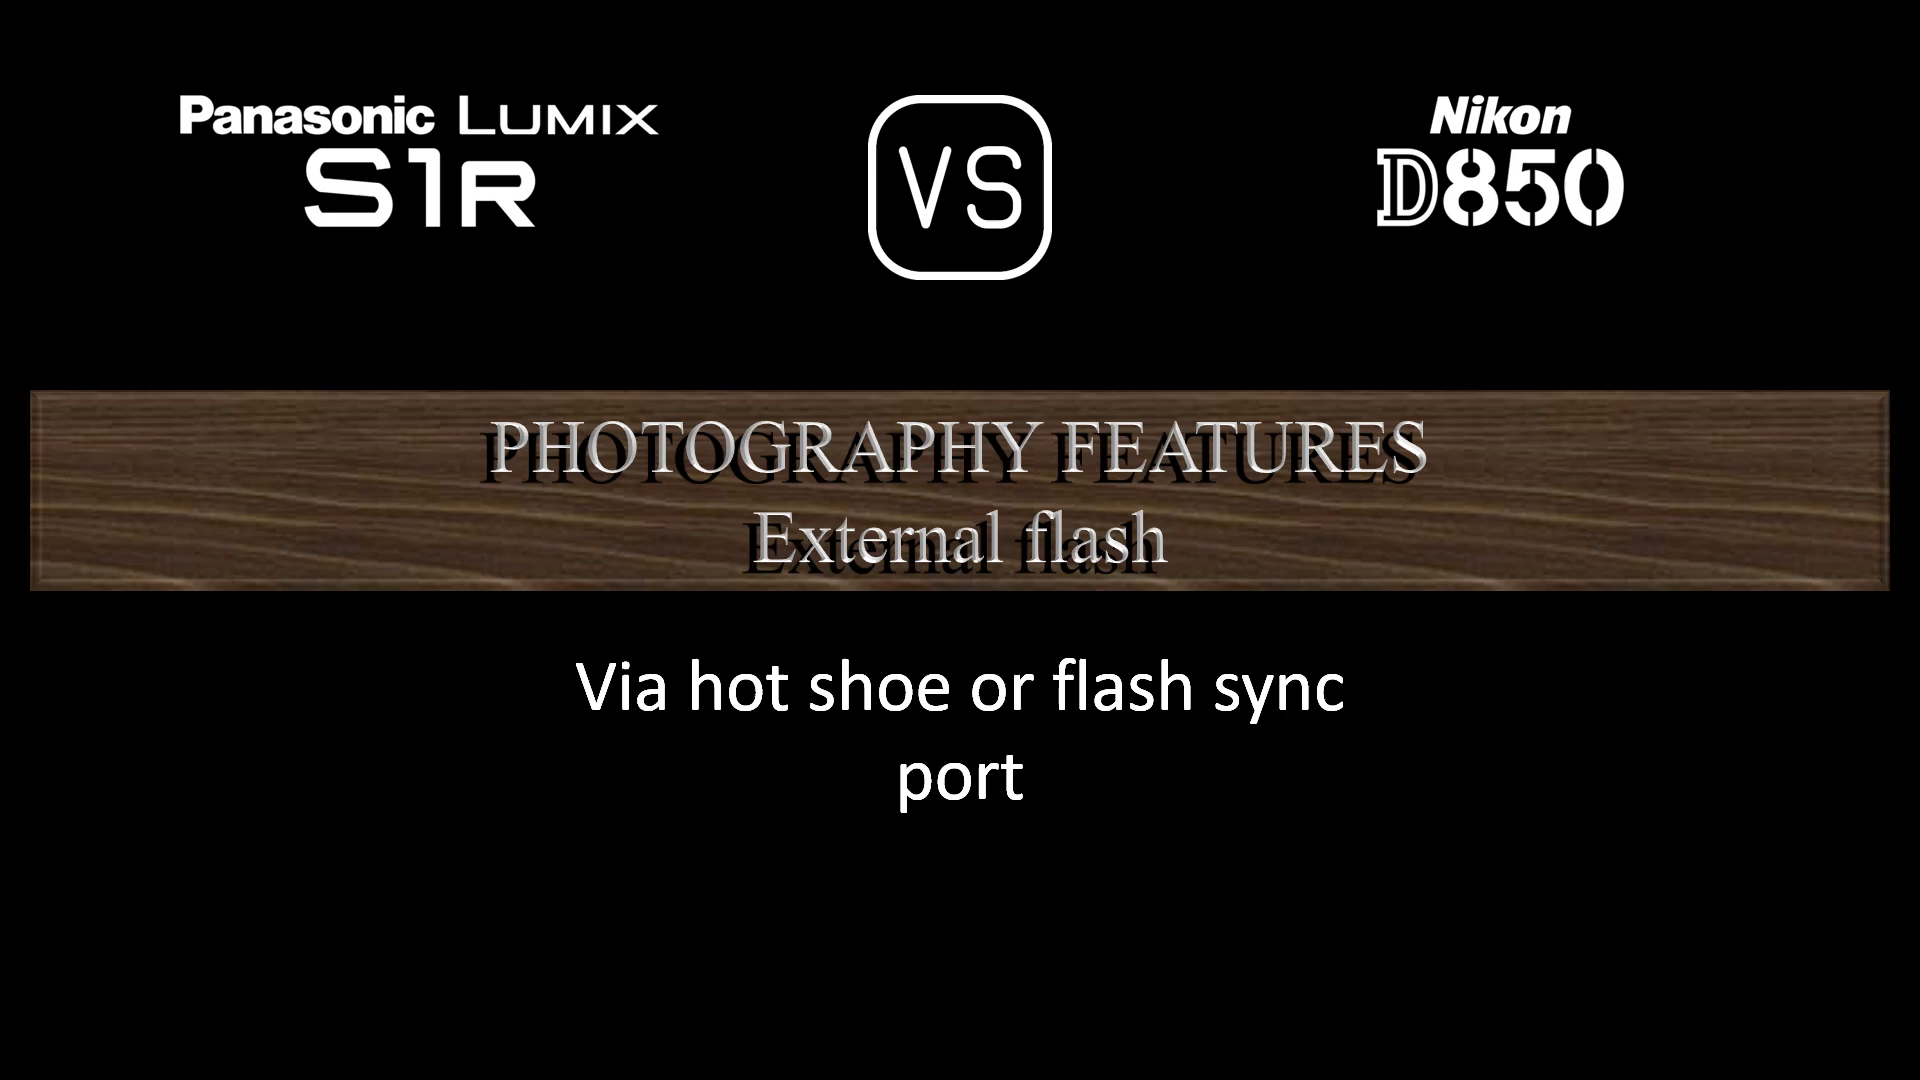 Panasonic LUMIX
S1R
VS
Nikon
D850
PHOTOGRAPHY FEATURES
External flash
Via hot shoe or flash sync
port